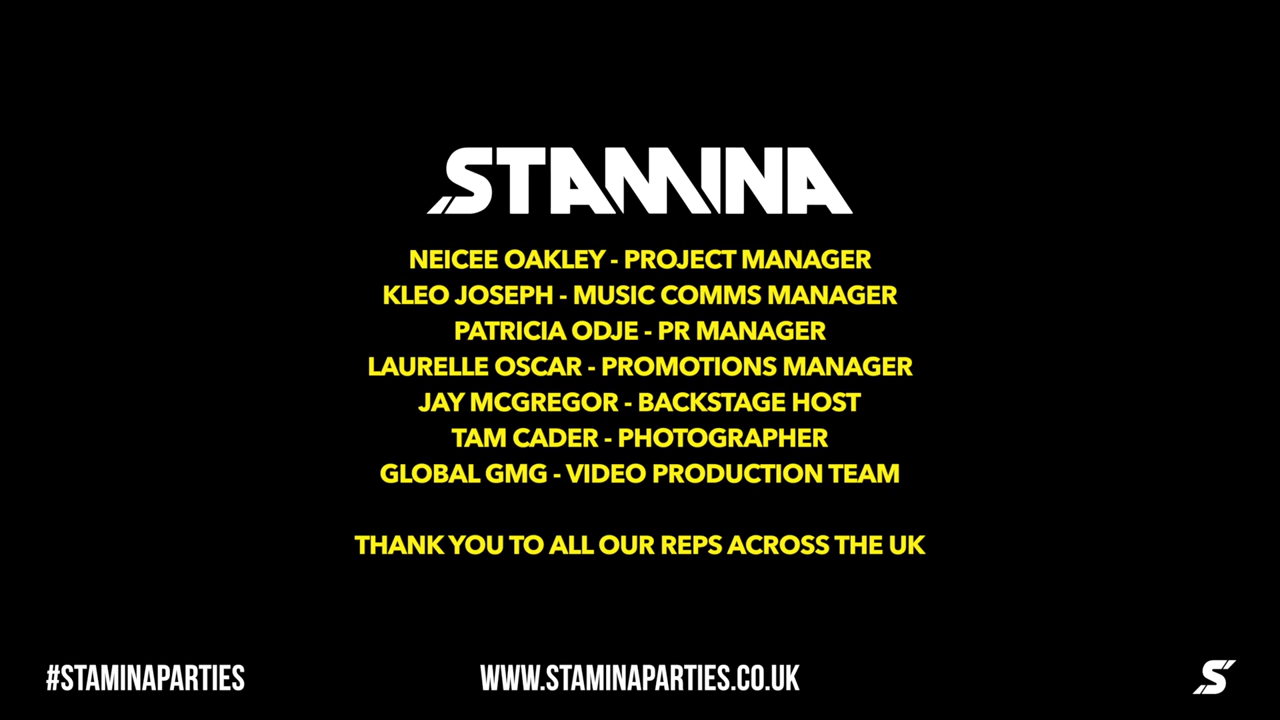 STAMINA
NEICEE OAKLEY - PROJECT MANAGER
KLEO JOSEPH - MUSIC COMMS MANAGER
PATRICIA ODJE - PR MANAGER
LAURELLE OSCAR - PROMOTIONS MANAGER
JAY MCGREGOR - BACKSTAGE HOST
TAM CADER - PHOTOGRAPHER
GLOBAL GMG - VIDEO PRODUCTION TEAM
THANK YOU TO ALL OUR REPS ACROSS THE UK
#STAMINAPARTIES
WWW.STAMINAPARTIES.CO.UK
S